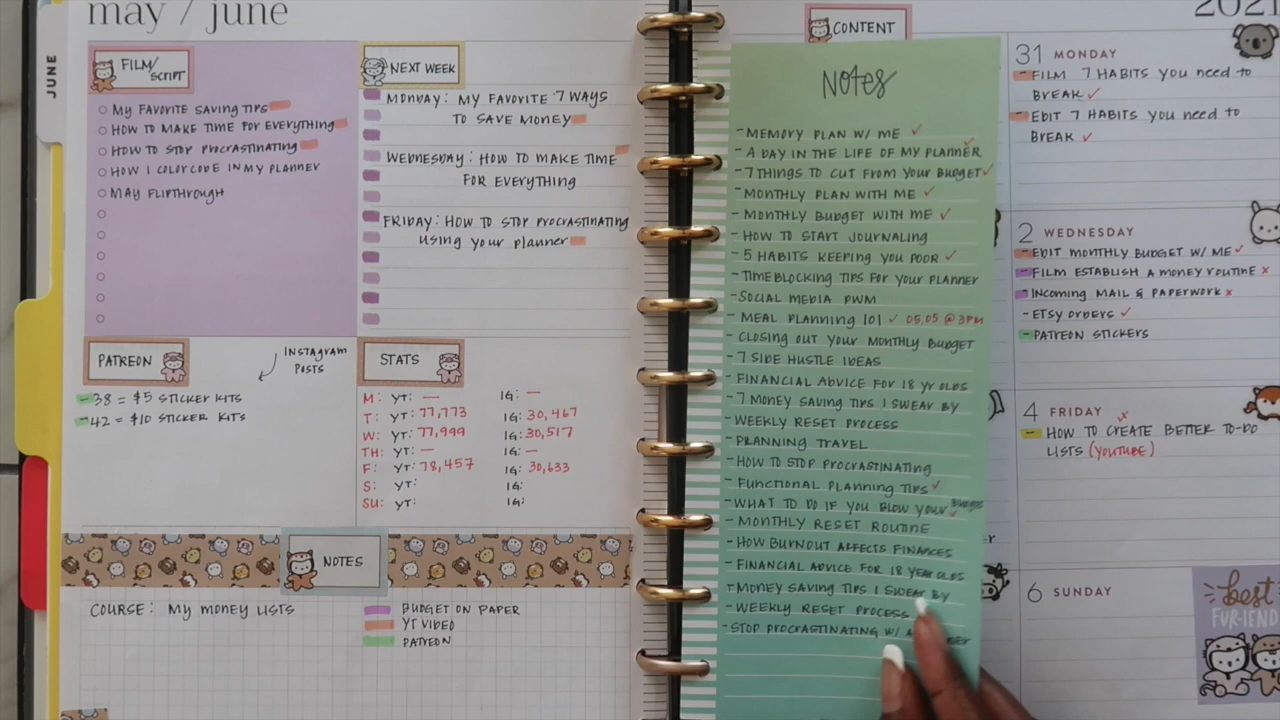 may / june
JUNE
FILM/
SCRIPT
MY FAVORITE SAVING TIPS
HOW TO MAKE TIME FOR EVERYTHING
HOW TO STOP PROCRASTINATING
HOW I COLOR CODE IN MY PLANNER
MAY FLIPTHROUGH
NEXT WEEK
MONDAY: MY FAVORITE 7 WAYS
TO SAVE MONEY
WEDNESDAY: HOW TO MAKE TIME
FOR EVERYTHING
FRIDAY: HOW TO STOP PROCRASTINATING
USING YOUR PLANNER
PATREON
INSTAGRAM
POSTS
-38 = $5 STICKER KITS
-42 = $10 STICKER KITS
STATS
M: YT: — IG: —
T: YT: 77,773 IG: 30,467
W: YT: 77,999 IG: 30,517
TH: YT: — IG: —
F: YT: 78,457 IG: 30,633
S: YT: IG:
SU: YT: IG:
NOTES
COURSE: MY MONEY LISTS
BUDGET ON PAPER
YT VIDEO
PATREON
CONTENT
NOTES
- MEMORY PLAN W/ ME ✓
- A DAY IN THE LIFE OF MY PLANNER ✓
- 7 THINGS TO CUT FROM YOUR BUDGET ✓
- MONTHLY PLAN WITH ME ✓
- MONTHLY BUDGET WITH ME ✓
- HOW TO START JOURNALING
- 5 HABITS KEEPING YOU POOR ✓
- TIMEBLOCKING TIPS FOR YOUR PLANNER
- SOCIAL MEDIA PWM
- MEAL PLANNING 101 ✓ 05.05 @ 3PM
- CLOSING OUT YOUR MONTHLY BUDGET
- 7 SIDE HUSTLE IDEAS
- FINANCIAL ADVICE FOR 18 YR OLDS
- 7 MONEY SAVING TIPS I SWEAR BY
- WEEKLY RESET PROCESS
- PLANNING TRAVEL
- HOW TO STOP PROCRASTINATING
- FUNCTIONAL PLANNING TIPS ✓
- WHAT TO DO IF YOU BLOW YOUR BUDGET ✓
- MONTHLY RESET ROUTINE
- HOW BURNOUT AFFECTS FINANCES
- FINANCIAL ADVICE FOR 18 YEAR OLDS
- MONEY SAVING TIPS I SWEAR BY
- WEEKLY RESET PROCESS
- STOP PROCRASTINATING W/
2021
31 MONDAY
- FILM 7 HABITS YOU NEED TO
BREAK ✓
- EDIT 7 HABITS YOU NEED TO
BREAK ✓
2 WEDNESDAY
- EDIT MONTHLY BUDGET W/ ME ✓
- FILM ESTABLISH A MONEY ROUTINE x
- INCOMING MAIL & PAPERWORK x
- ETSY ORDERS ✓
- PATREON STICKERS
4 FRIDAY
- HOW TO CREATE BETTER TO-DO
LISTS (YOUTUBE) x
6 SUNDAY
best
FUR-IEND